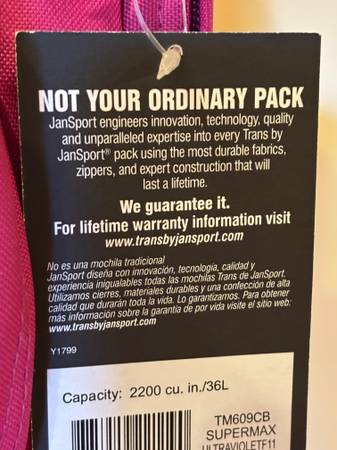 NOT YOUR ORDINARY PACK
JanSport engineers innovation, technology, quality
and unparalleled expertise into every Trans by
JanSport® pack using the most durable fabrics,
zippers, and expert construction that will
last a lifetime.
We guarantee it.
For lifetime warranty information visit
www.transbyjansport.com
No es una mochila tradicional
JanSport diseña con innovación, tecnología, calidad y
experiencia inigualables todas las mochilas Trans de JanSport.
Utilizamos cierres, materiales durables y una confección de alta
calidad que durarán toda la vida. Lo garantizamos. Para obtener
más información sobre la garantía de por vida visite el sitio web:
www.transbyjansport.com
Y1799
Capacity: 2200 cu. in./36L
TM609CB
SUPERMAX
ULTRAVIOLETF11